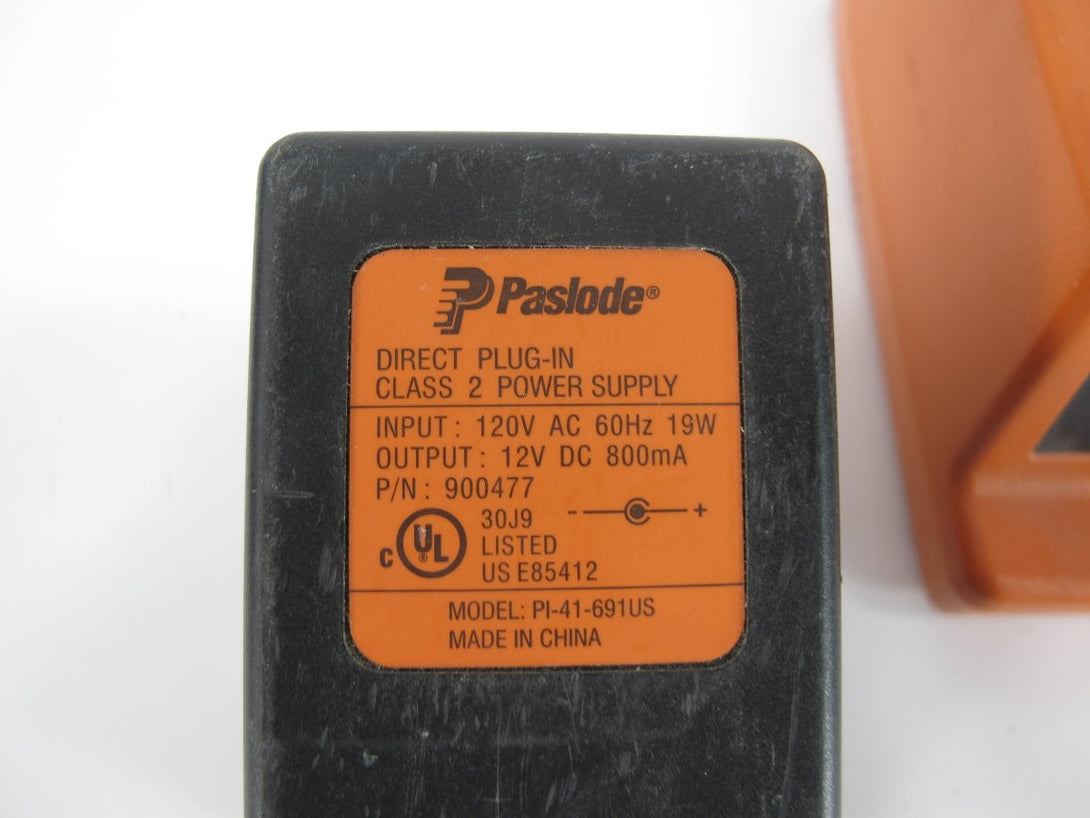 Paslode®
DIRECT PLUG-IN
CLASS 2 POWER SUPPLY
INPUT: 120V AC 60Hz 19W
OUTPUT: 12V DC 800mA
P/N: 900477
30J9 - +
C UL ® LISTED
US E85412
MODEL: PI-41-691US
MADE IN CHINA